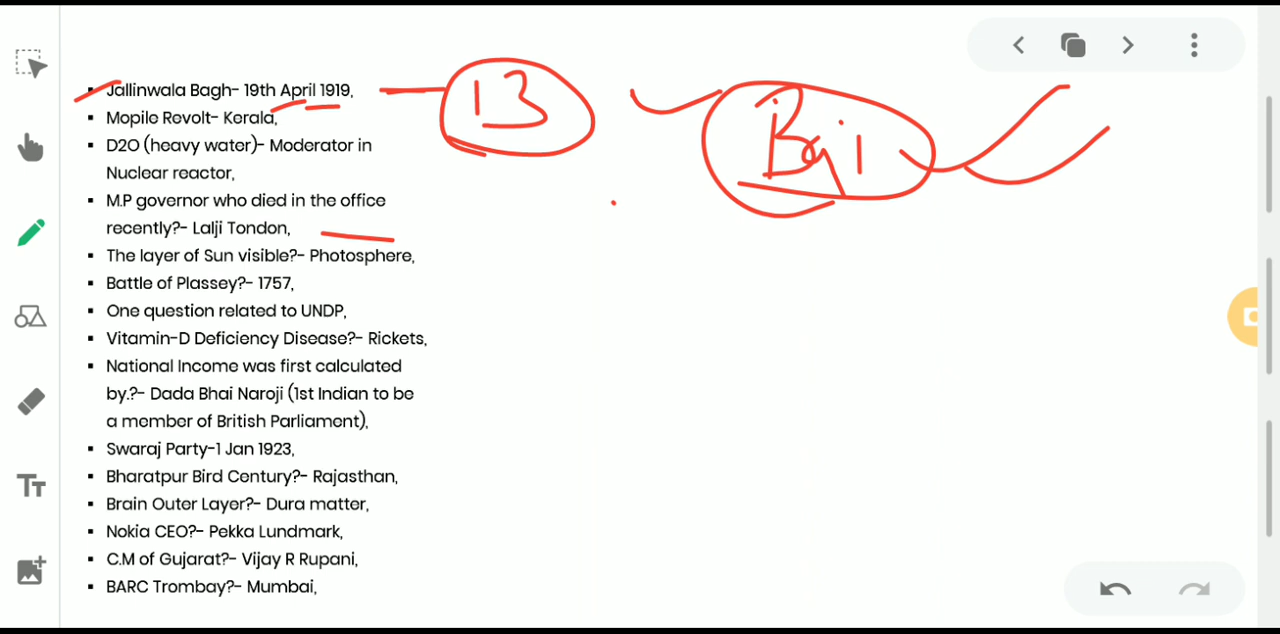 ▪ Jallinwala Bagh- 19th April 1919,
13
▪ Mopile Revolt- Kerala,
▪ D2O (heavy water)- Moderator in
Nuclear reactor,
▪ M.P governor who died in the office
recently?- Lalji Tondon,
▪ The layer of Sun visible?- Photosphere,
▪ Battle of Plassey?- 1757,
▪ One question related to UNDP,
▪ Vitamin-D Deficiency Disease?- Rickets,
▪ National Income was first calculated
by.?- Dada Bhai Naroji (1st Indian to be
a member of British Parliament),
▪ Swaraj Party-1 Jan 1923,
▪ Bharatpur Bird Century?- Rajasthan,
▪ Brain Outer Layer?- Dura matter,
▪ Nokia CEO?- Pekka Lundmark,
▪ C.M of Gujarat?- Vijay R Rupani,
▪ BARC Trombay?- Mumbai,
TT